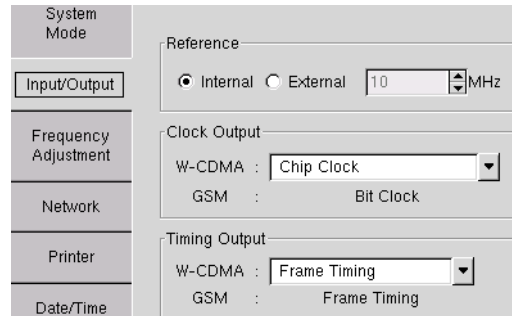 System
Mode
Input/Output
Frequency
Adjustment
Network
Printer
Date/Time
Reference
Internal External 10 MHz
Clock Output
W-CDMA : Chip Clock
GSM : Bit Clock
Timing Output
W-CDMA : Frame Timing
GSM : Frame Timing